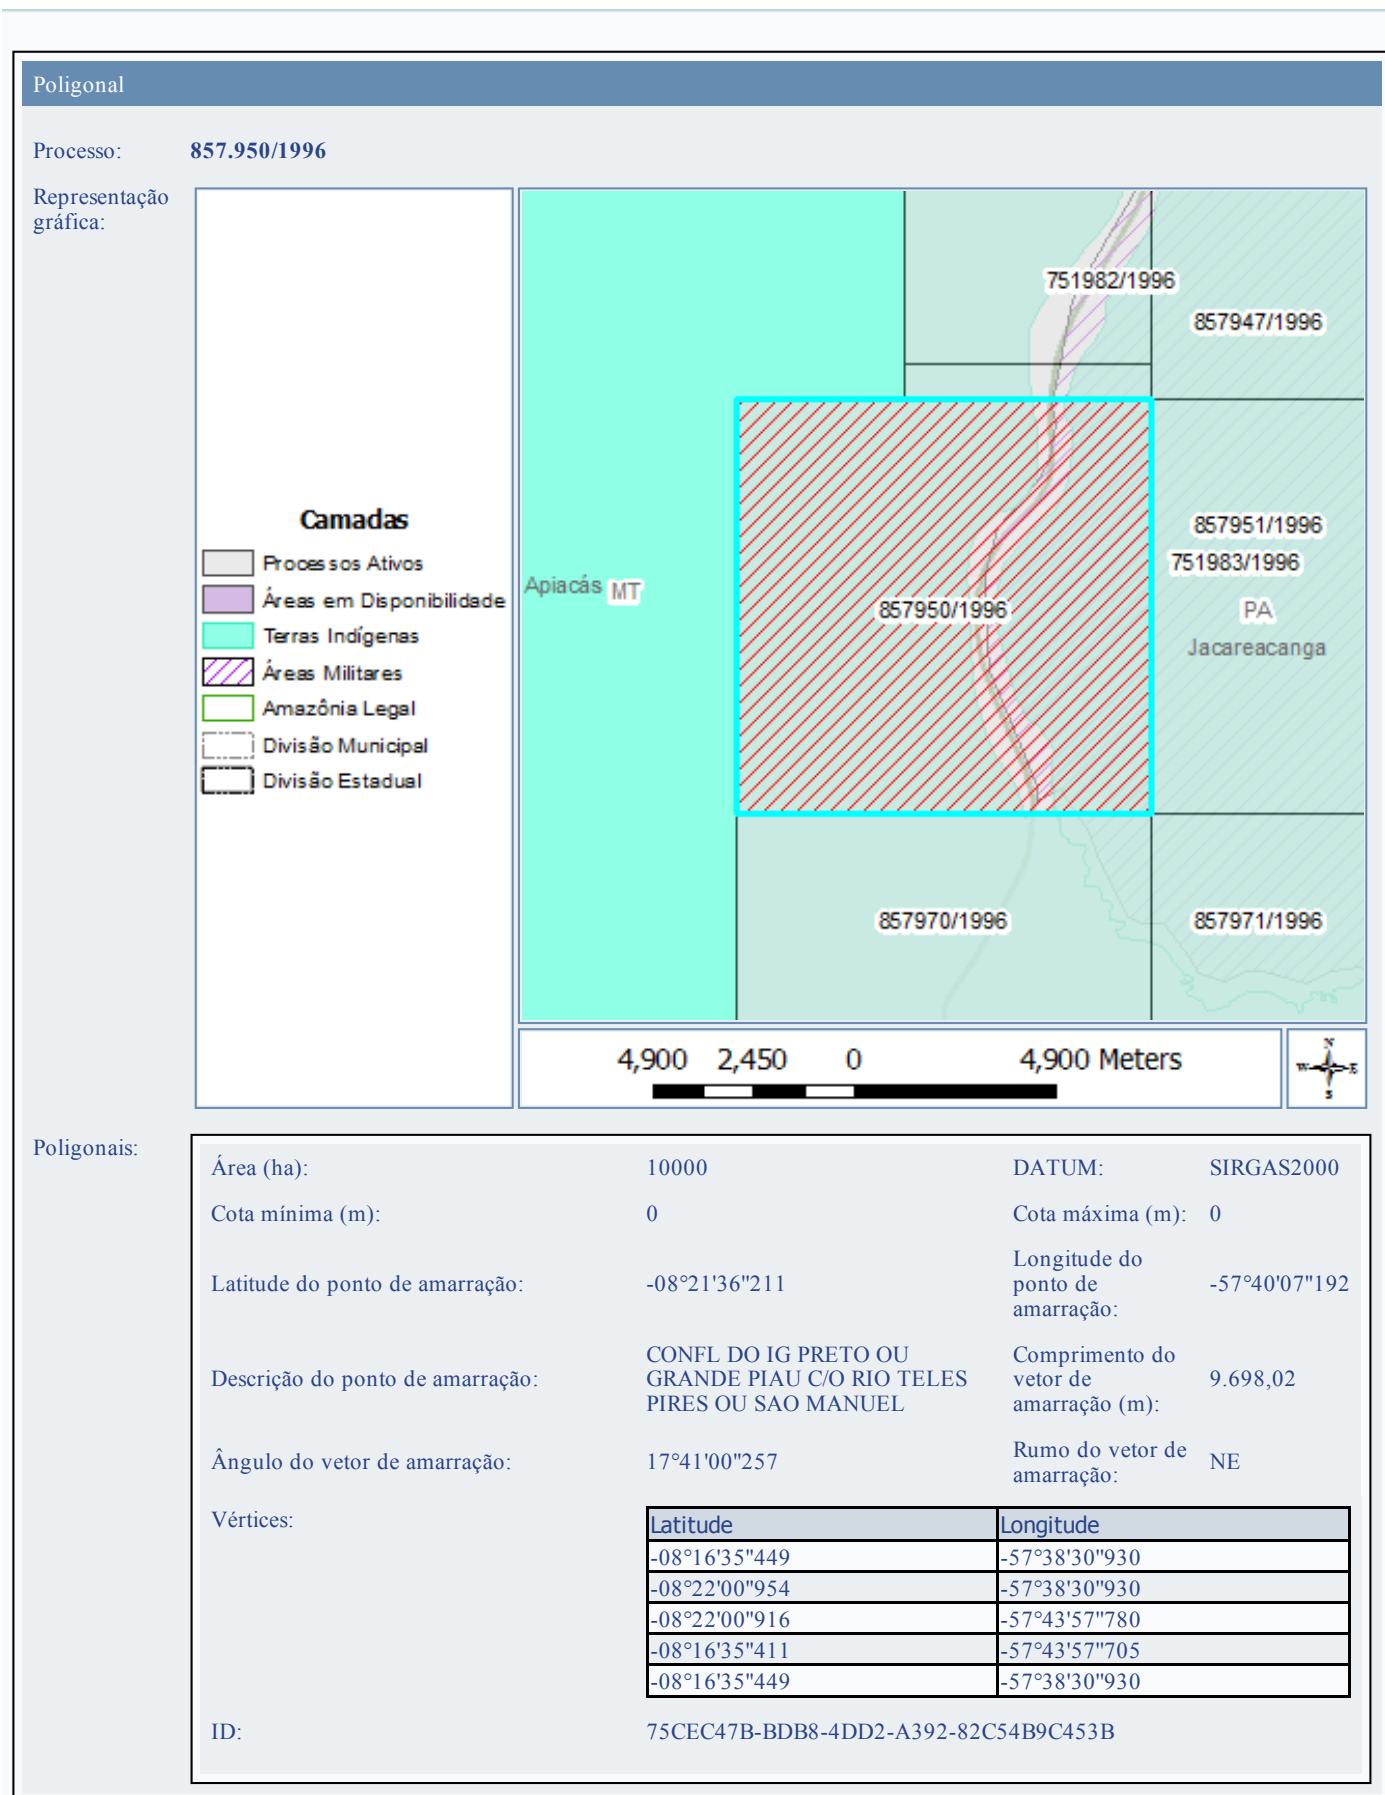 Poligonal
Processo: 857.950/1996
Representação
gráfica:
Camadas
Processos Ativos
Áreas em Disponibilidade
Terras Indígenas
Áreas Militares
Amazônia Legal
Divisão Municipal
Divisão Estadual
751982/1996
857947/1996
857951/1996
751983/1996
Apiacás MT
857950/1996
PA
Jacareacanga
857970/1996
857971/1996
4,900 2,450 0 4,900 Meters
N
W E
S
Poligonais:
Área (ha): 10000 DATUM: SIRGAS2000
Cota mínima (m): 0 Cota máxima (m): 0
Latitude do ponto de amarração: -08°21'36"211
Longitude do
ponto de
amarração:
-57°40'07"192
Descrição do ponto de amarração:
CONFL DO IG PRETO OU
GRANDE PIAU C/O RIO TELES
PIRES OU SAO MANUEL
Comprimento do
vetor de
amarração (m):
9.698,02
Ângulo do vetor de amarração: 17°41'00"257
Rumo do vetor de
amarração:
NE
Vértices:
Latitude Longitude
-08°16'35"449 -57°38'30"930
-08°22'00"954 -57°38'30"930
-08°22'00"916 -57°43'57"780
-08°16'35"411 -57°43'57"705
-08°16'35"449 -57°38'30"930
ID: 75CEC47B-BDB8-4DD2-A392-82C54B9C453B